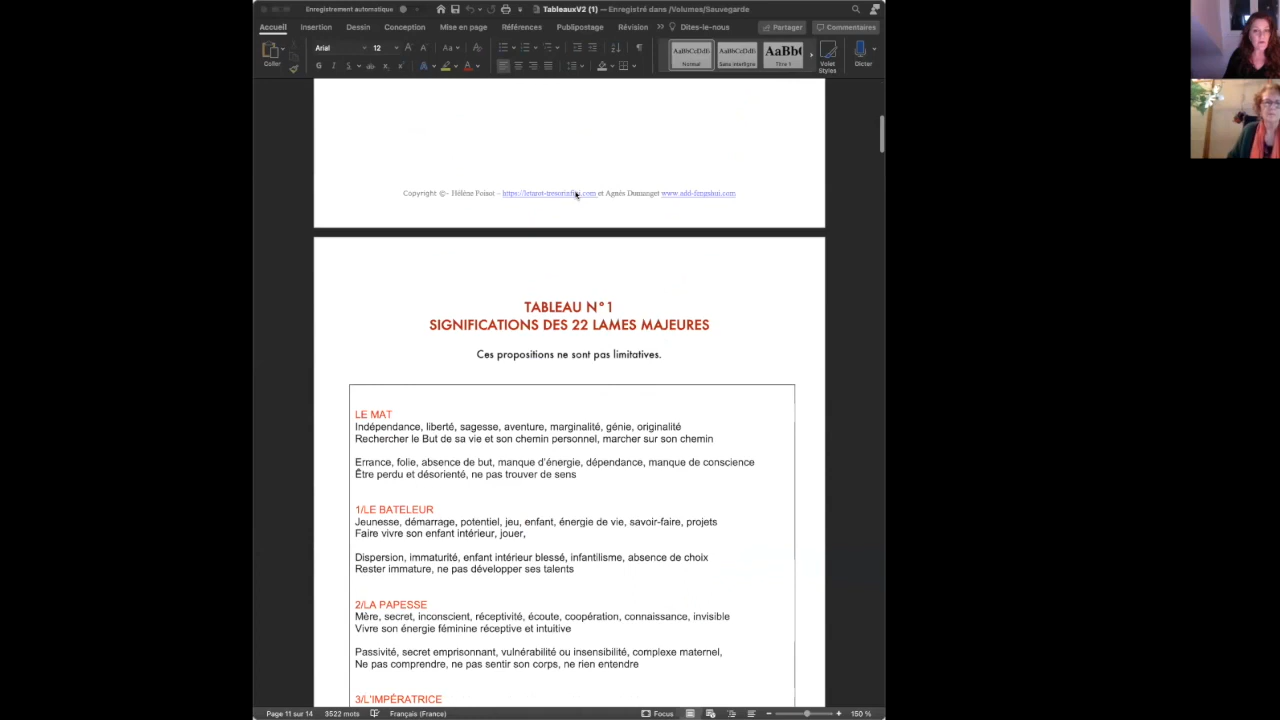 Enregistrement automatique
TableauxV2 (1) — Enregistré dans /Volumes/Sauvegarde
Accueil Insertion Dessin Conception Mise en page Références Publipostage Révision Dites-le-nous Partager Commentaires
Coller Arial 12 AaBbCcDdEe Normal AaBbCcDdEe Sans interligne AaBbC Titre 1 Volet Styles Dicter
Copyright ©– Hélène Poisot – https://letarot-tresorinfini.com et Agnès Dumanget www.add-fengshui.com
TABLEAU N°1
SIGNIFICATIONS DES 22 LAMES MAJEURES
Ces propositions ne sont pas limitatives.
LE MAT
Indépendance, liberté, sagesse, aventure, marginalité, génie, originalité
Rechercher le But de sa vie et son chemin personnel, marcher sur son chemin
Errance, folie, absence de but, manque d'énergie, dépendance, manque de conscience
Être perdu et désorienté, ne pas trouver de sens
1/LE BATELEUR
Jeunesse, démarrage, potentiel, jeu, enfant, énergie de vie, savoir-faire, projets
Faire vivre son enfant intérieur, jouer,
Dispersion, immaturité, enfant intérieur blessé, infantilisme, absence de choix
Rester immature, ne pas développer ses talents
2/LA PAPESSE
Mère, secret, inconscient, réceptivité, écoute, coopération, connaissance, invisible
Vivre son énergie féminine réceptive et intuitive
Passivité, secret emprisonnant, vulnérabilité ou insensibilité, complexe maternel,
Ne pas comprendre, ne pas sentir son corps, ne rien entendre
3/L'IMPÉRATRICE
Page 11 sur 14 3522 mots Français (France) Focus 150 %